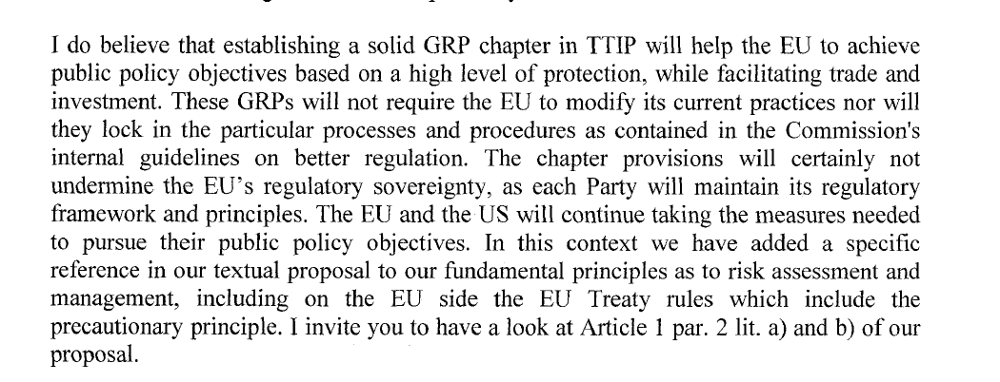 I do believe that establishing a solid GRP chapter in TTIP will help the EU to achieve
public policy objectives based on a high level of protection, while facilitating trade and
investment. These GRPs will not require the EU to modify its current practices nor will
they lock in the particular processes and procedures as contained in the Commission's
internal guidelines on better regulation. The chapter provisions will certainly not
undermine the EU's regulatory sovereignty, as each Party will maintain its regulatory
framework and principles. The EU and the US will continue taking the measures needed
to pursue their public policy objectives. In this context we have added a specific
reference in our textual proposal to our fundamental principles as to risk assessment and
management, including on the EU side the EU Treaty rules which include the
precautionary principle. I invite you to have a look at Article 1 par. 2 lit. a) and b) of our
proposal.